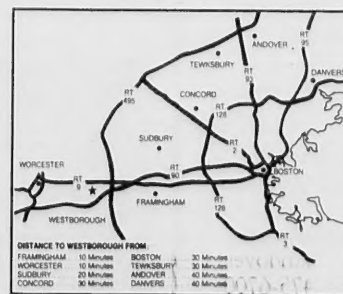 RT
95
ANDOVER
TEWKSBURY
RT
93
DANVERS
RT
495
CONCORD
RT
128
SUDBURY
RT
2
WORCESTER
RT
9
RT
90
BOSTON
WESTBOROUGH
FRAMINGHAM
RT
128
RT
3
DISTANCE TO WESTBOROUGH FROM:
FRAMINGHAM 10 Minutes BOSTON 30 Minutes
WORCESTER 10 Minutes TEWKSBURY 30 Minutes
SUDBURY 20 Minutes ANDOVER 40 Minutes
CONCORD 30 Minutes DANVERS 40 Minutes